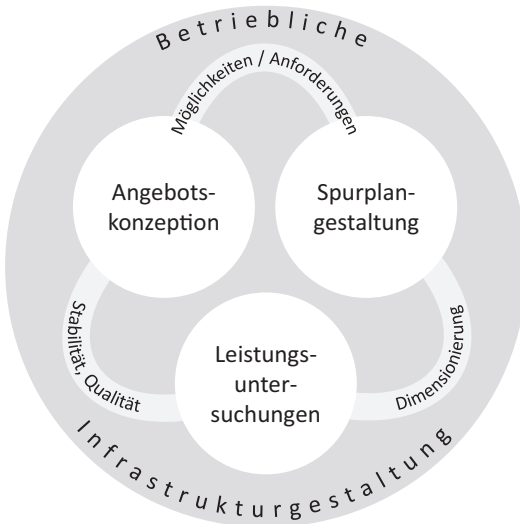 Betriebliche
Möglichkeiten / Anforderungen
Angebots-
konzeption
Spurplan-
gestaltung
Stabilität, Qualität
Dimensionierung
Leistungs-
unter-
suchungen
Infrastrukturgestaltung